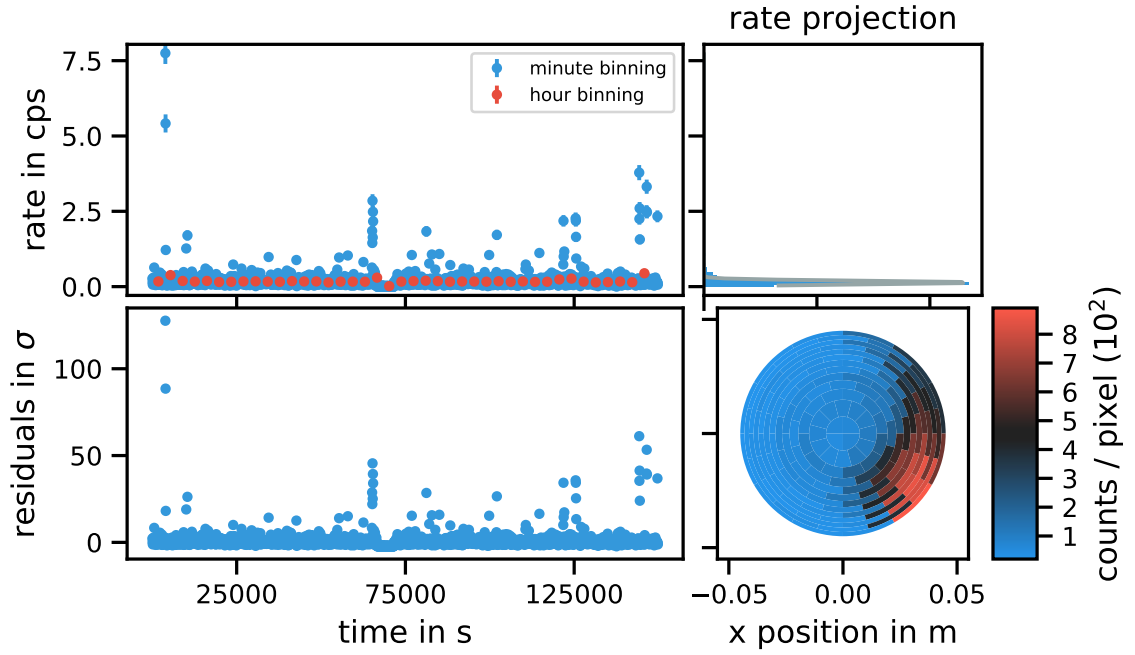 rate projection
7.5
5.0
2.5
0.0
rate in cps
minute binning
hour binning
100
50
0
residuals in σ
25000
75000
125000
time in s
−0.05
0.00
0.05
x position in m
8
7
6
5
4
3
2
1
counts / pixel (10²)